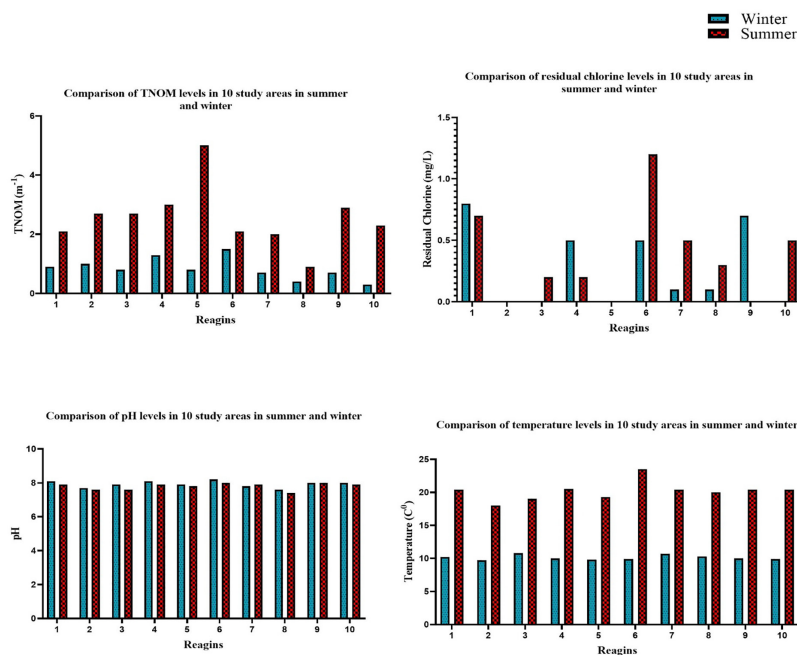 Winter
Summer
Comparison of TNOM levels in 10 study areas in summer
and winter
6
4
2
0
TNOM (m⁻¹)
1 2 3 4 5 6 7 8 9 10
Reagins
Comparison of residual chlorine levels in 10 study areas in
summer and winter
1.5
1.0
0.5
0.0
Residual Chlorine (mg/L)
1 2 3 4 5 6 7 8 9 10
Reagins
Comparison of pH levels in 10 study areas in summer and winter
10
8
6
4
2
0
pH
1 2 3 4 5 6 7 8 9 10
Reagins
Comparison of temperature levels in 10 study areas in summer and winter
25
20
15
10
5
0
Temperature (C⁰)
1 2 3 4 5 6 7 8 9 10
Reagins